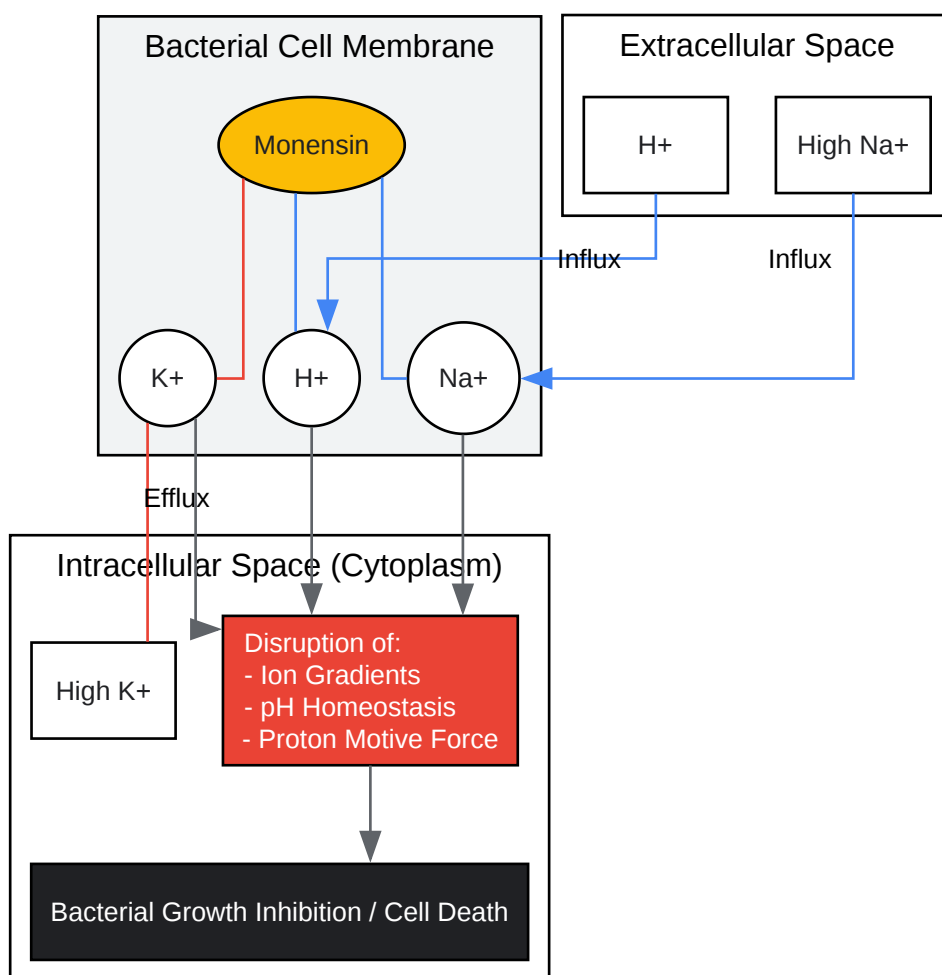 Bacterial Cell Membrane
Extracellular Space
Monensin
H+
High Na+
Influx
Influx
K+
H+
Na+
Efflux
Intracellular Space (Cytoplasm)
Disruption of:
- Ion Gradients
- pH Homeostasis
- Proton Motive Force
High K+
Bacterial Growth Inhibition / Cell Death